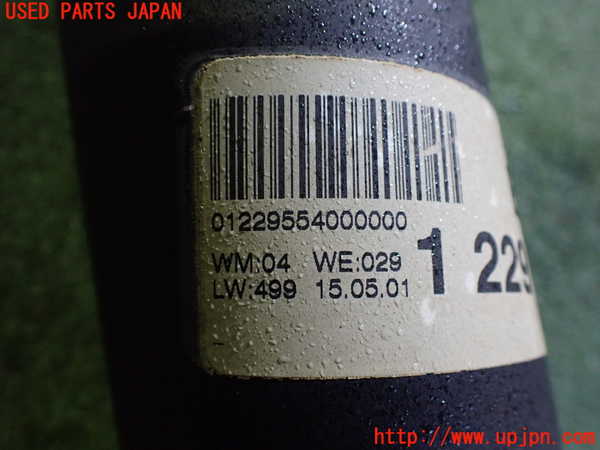 USED PARTS JAPAN
01229554000000
WM:04 WE:029
LW:499 15.05.01
1 229
http://www.upjpn.com/